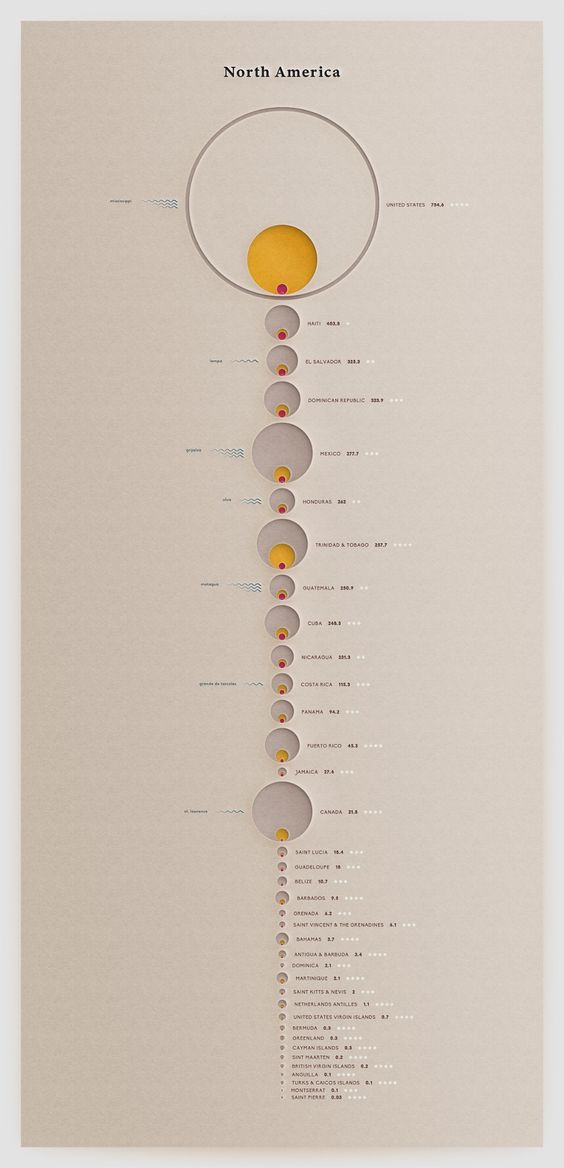 North America
mississippi
UNITED STATES 754.6
HAITI 403.5
lempa
EL SALVADOR 325.3
DOMINICAN REPUBLIC 323.9
grijalva
MEXICO 277.7
ulua
HONDURAS 262
TRINIDAD & TOBAGO 257.7
motagua
GUATEMALA 250.9
CUBA 248.3
NICARAGUA 231.3
grande de tarcoles
COSTA RICA 115.3
PANAMA 94.2
PUERTO RICO 45.3
JAMAICA 27.4
st. lawrence
CANADA 21.5
SAINT LUCIA 18.4
GUADELOUPE 18
BELIZE 10.7
BARBADOS 9.5
GRENADA 6.2
SAINT VINCENT & THE GRENADINES 6.1
BAHAMAS 3.7
ANTIGUA & BARBUDA 3.4
DOMINICA 3.1
MARTINIQUE 2.1
SAINT KITTS & NEVIS 2
NETHERLANDS ANTILLES 1.1
UNITED STATES VIRGIN ISLANDS 0.7
BERMUDA 0.3
GREENLAND 0.3
CAYMAN ISLANDS 0.3
SINT MAARTEN 0.2
BRITISH VIRGIN ISLANDS 0.2
ANGUILLA 0.1
TURKS & CAICOS ISLANDS 0.1
MONTSERRAT 0.1
SAINT PIERRE 0.03